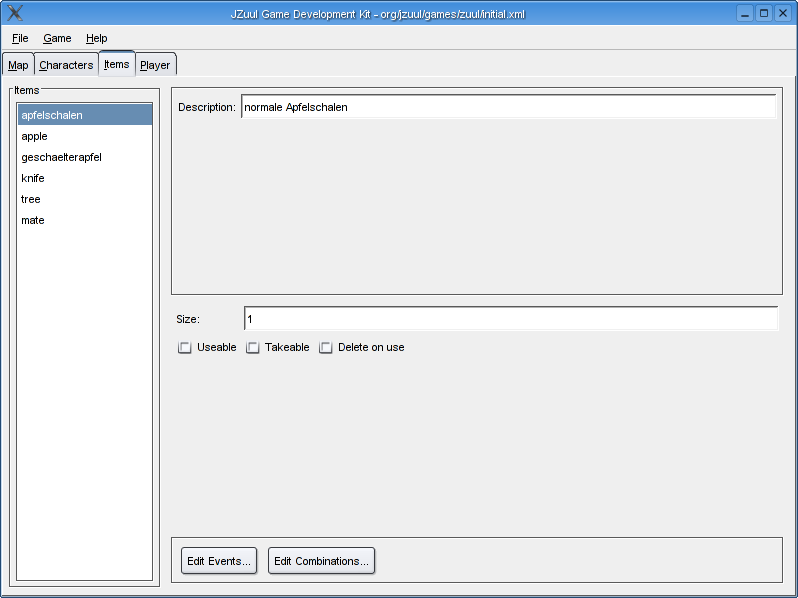 JZuul Game Development Kit - org/jzuul/games/zuul/initial.xml
File Game Help
Map Characters Items Player
Items
apfelschalen
apple
geschaelterapfel
knife
tree
mate
Description: normale Apfelschalen
Size: 1
Useable Takeable Delete on use
Edit Events... Edit Combinations...